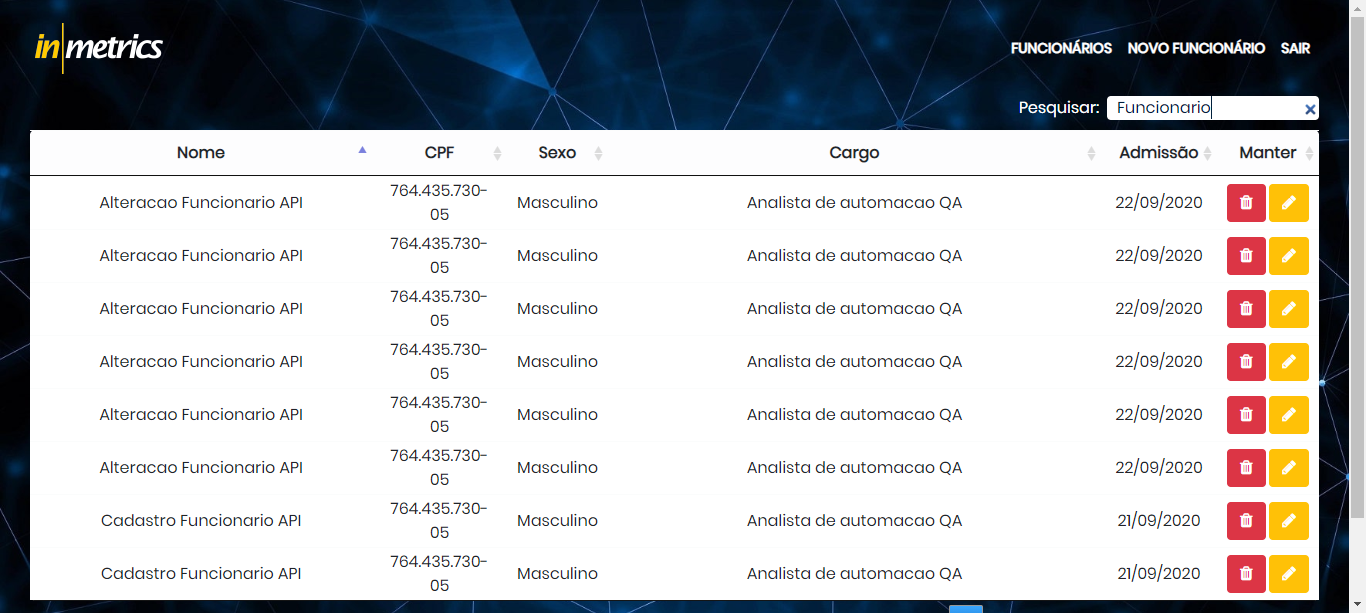 in|metrics
FUNCIONÁRIOS NOVO FUNCIONÁRIO SAIR
Pesquisar: Funcionario
Nome CPF Sexo Cargo Admissão Manter
Alteracao Funcionario API 764.435.730-05 Masculino Analista de automacao QA 22/09/2020
Alteracao Funcionario API 764.435.730-05 Masculino Analista de automacao QA 22/09/2020
Alteracao Funcionario API 764.435.730-05 Masculino Analista de automacao QA 22/09/2020
Alteracao Funcionario API 764.435.730-05 Masculino Analista de automacao QA 22/09/2020
Alteracao Funcionario API 764.435.730-05 Masculino Analista de automacao QA 22/09/2020
Alteracao Funcionario API 764.435.730-05 Masculino Analista de automacao QA 22/09/2020
Cadastro Funcionario API 764.435.730-05 Masculino Analista de automacao QA 21/09/2020
Cadastro Funcionario API 764.435.730-05 Masculino Analista de automacao QA 21/09/2020